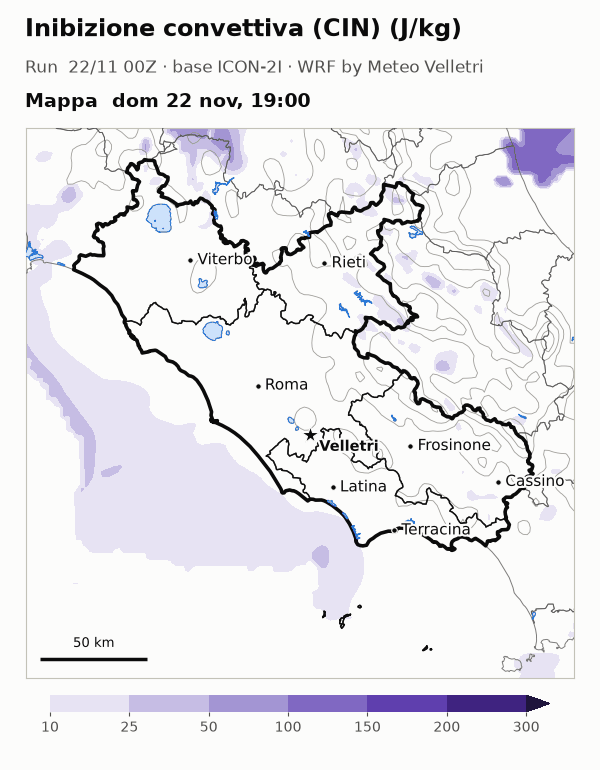 Inibizione convettiva (CIN) (J/kg)
Run 22/11 00Z · base ICON-2I · WRF by Meteo Velletri
Mappa dom 22 nov, 19:00
Viterbo
Rieti
Roma
Velletri
Frosinone
Cassino
Latina
Terracina
50 km
10 25 50 100 150 200 300